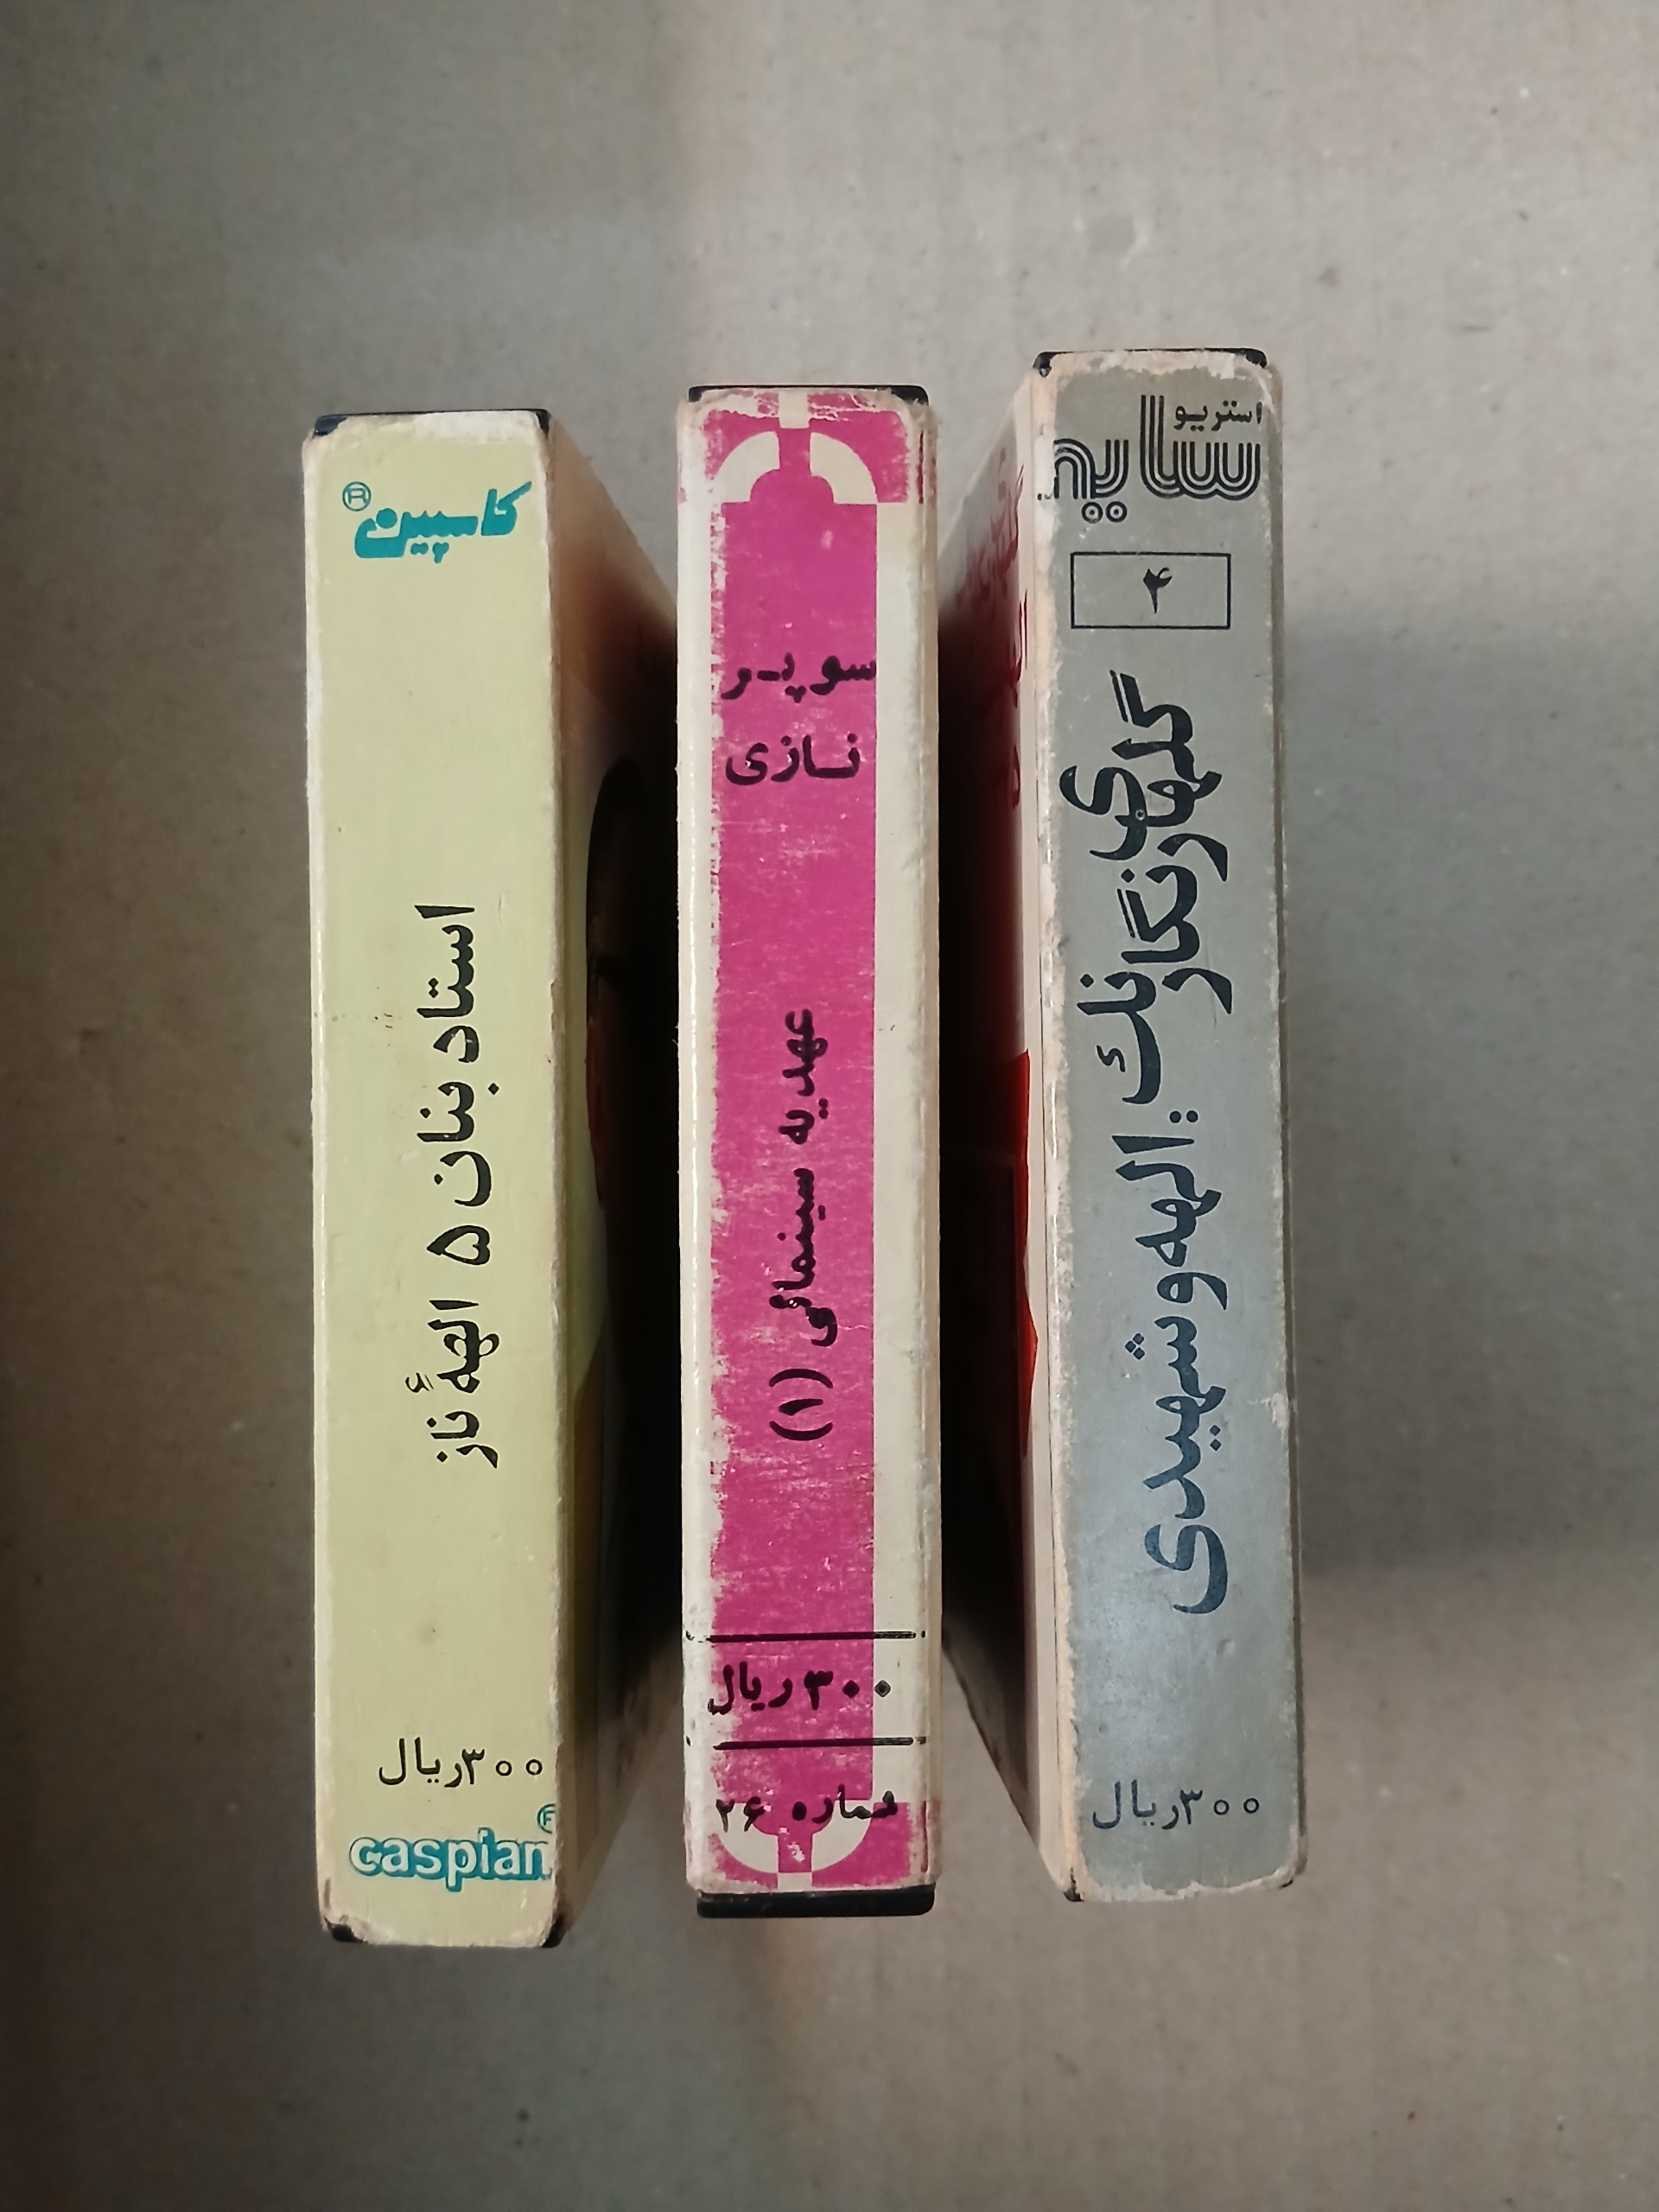 کاسپین ®
استاد بنان ۵ الههٔ ناز
۳۰۰ ریال
caspian ®
سوپر
نازی
عهدیه سینمائی (۱)
۳۰۰ ریال
شماره ۲۶
استریو
سایه
۴
گلهای رنگارنگ: الهه و شهیدی
۳۰۰ ریال